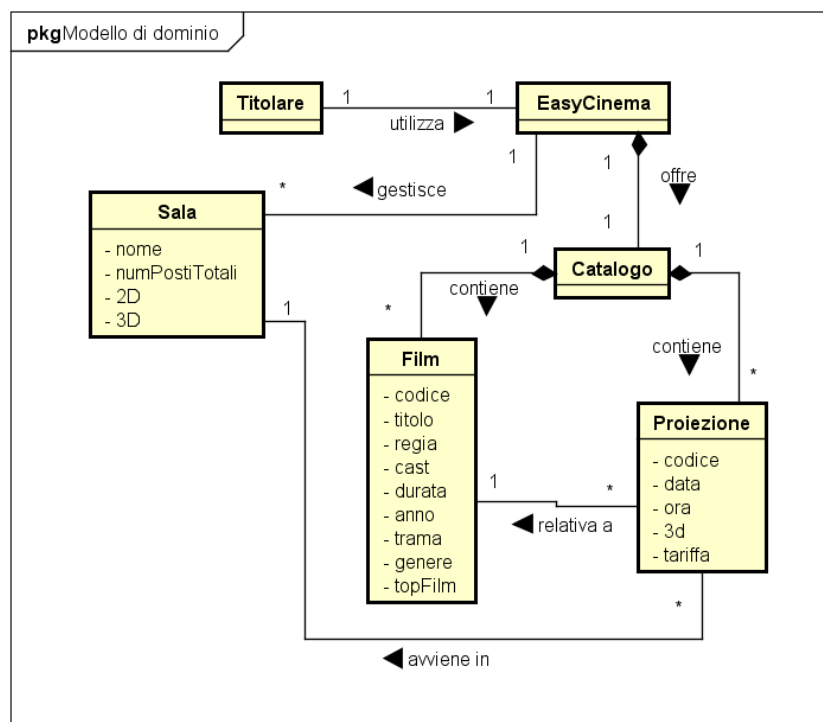 pkgModello di dominio
Titolare
1
1
utilizza
EasyCinema
1
1
offre
*
gestisce
Sala
- nome
- numPostiTotali
- 2D
- 3D
1
1
1
Catalogo
1
contiene
*
contiene
*
Film
- codice
- titolo
- regia
- cast
- durata
- anno
- trama
- genere
- topFilm
Proiezione
- codice
- data
- ora
- 3d
- tariffa
1
*
relativa a
*
avviene in